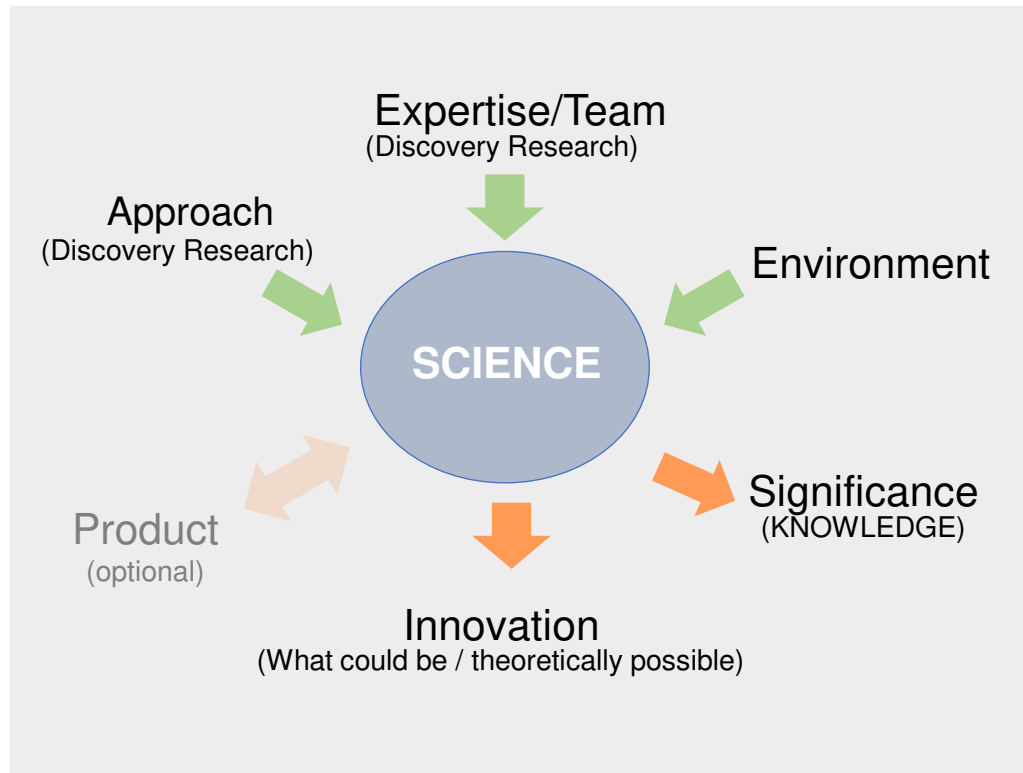 Expertise/Team
(Discovery Research)
Approach
(Discovery Research)
Environment
SCIENCE
Product
(optional)
Significance
(KNOWLEDGE)
Innovation
(What could be / theoretically possible)